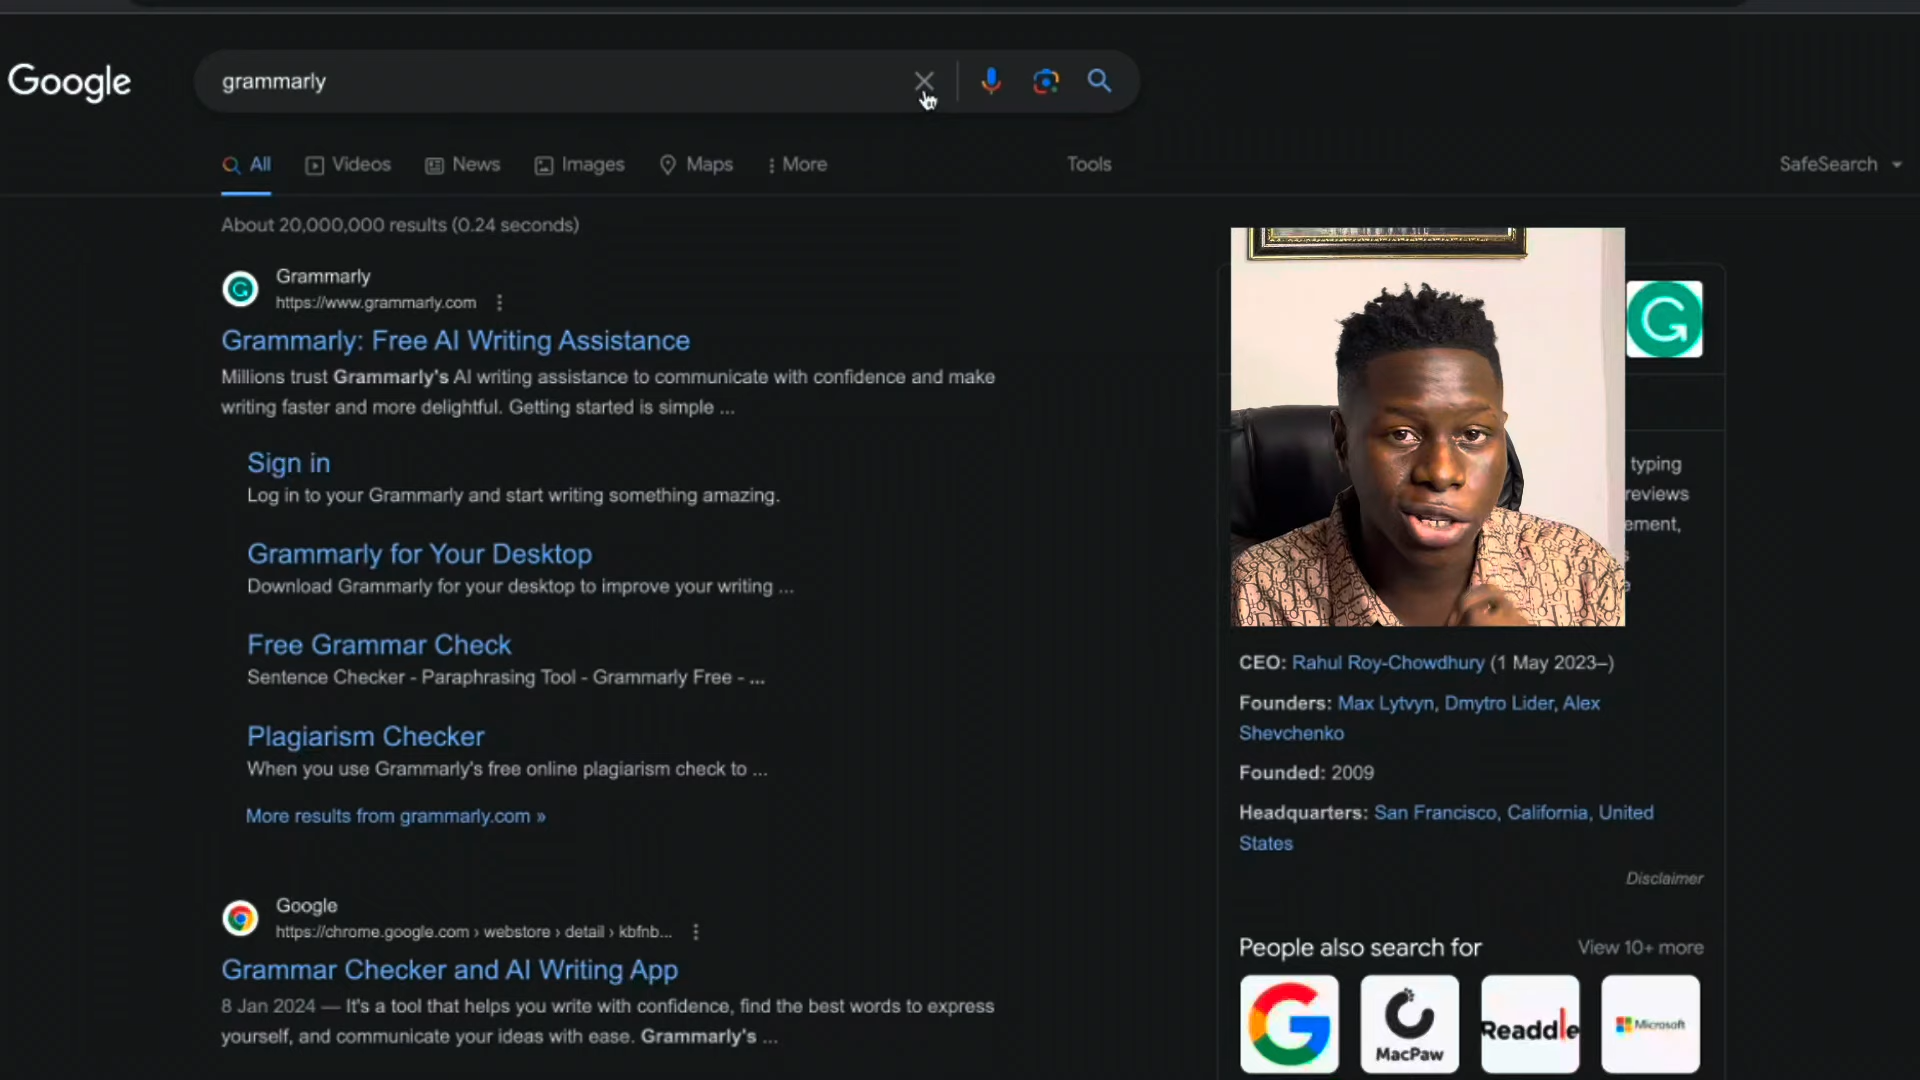 Google
grammarly
All
Videos
News
Images
Maps
More
Tools
SafeSearch
About 20,000,000 results (0.24 seconds)
Grammarly
https://www.grammarly.com
Grammarly: Free AI Writing Assistance
Millions trust Grammarly's AI writing assistance to communicate with confidence and make
writing faster and more delightful. Getting started is simple ...
Sign in
Log in to your Grammarly and start writing something amazing.
Grammarly for Your Desktop
Download Grammarly for your desktop to improve your writing ...
Free Grammar Check
Sentence Checker - Paraphrasing Tool - Grammarly Free - ...
Plagiarism Checker
When you use Grammarly's free online plagiarism check to ...
More results from grammarly.com »
Google
https://chrome.google.com › webstore › detail › kbfnb...
Grammar Checker and AI Writing App
8 Jan 2024 — It's a tool that helps you write with confidence, find the best words to express
yourself, and communicate your ideas with ease. Grammarly's ...
typing
reviews
ement,
CEO: Rahul Roy-Chowdhury (1 May 2023–)
Founders: Max Lytvyn, Dmytro Lider, Alex
Shevchenko
Founded: 2009
Headquarters: San Francisco, California, United
States
Disclaimer
People also search for
View 10+ more
MacPaw
Readdle
Microsoft